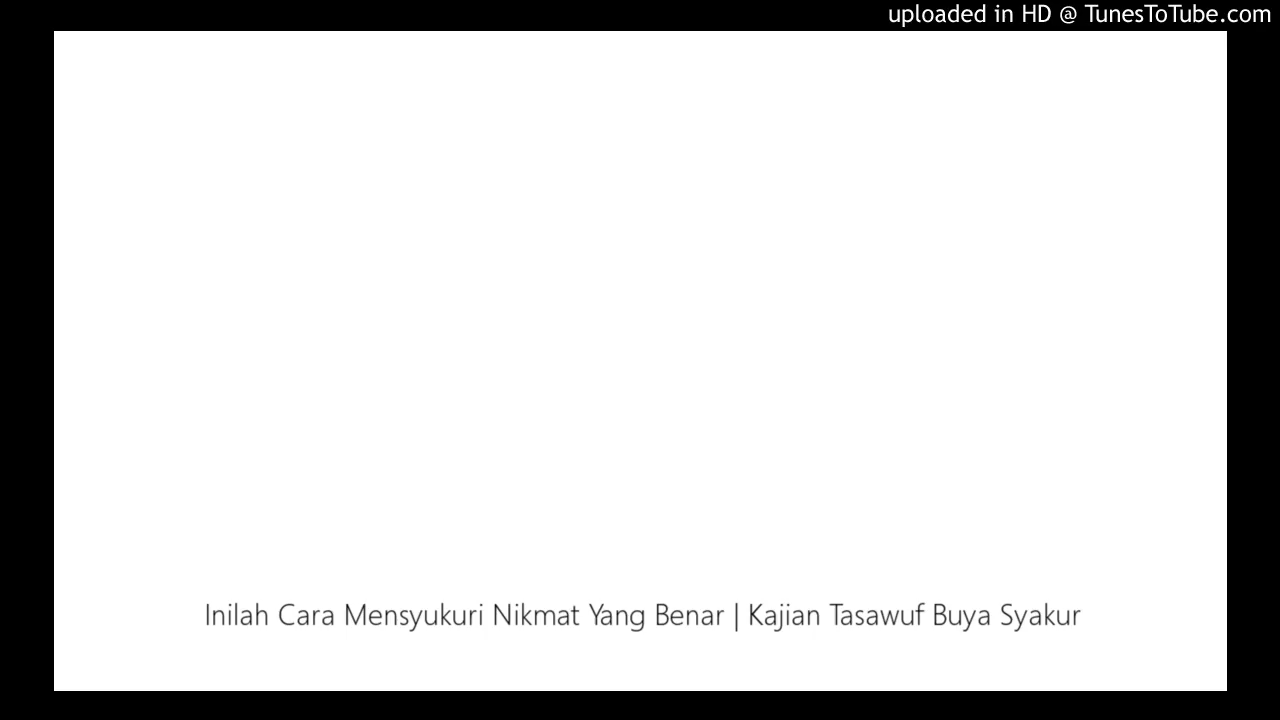 uploaded in HD @ TunesToTube.com
Inilah Cara Mensyukuri Nikmat Yang Benar | Kajian Tasawuf Buya Syakur